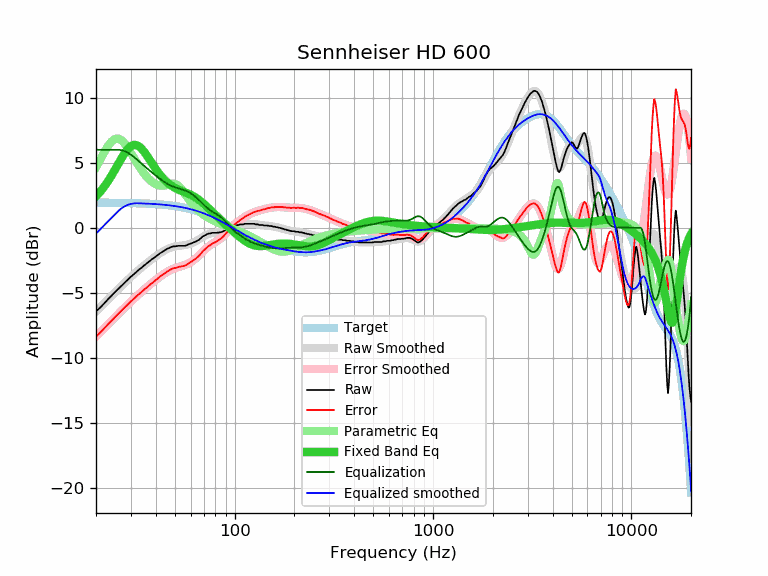 Sennheiser HD 600
10
5
0
−5
−10
−15
−20
Amplitude (dBr)
Target
Raw Smoothed
Error Smoothed
Raw
Error
Parametric Eq
Fixed Band Eq
Equalization
Equalized smoothed
100
1000
10000
Frequency (Hz)